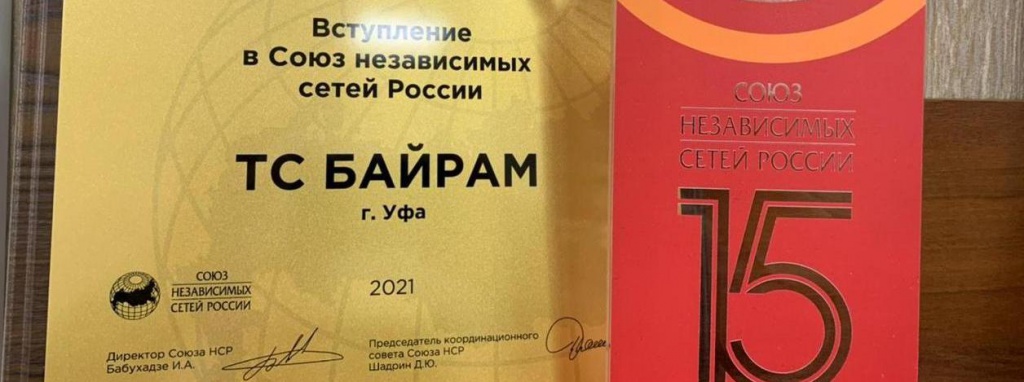 Вступление
в Союз независимых
сетей России
ТС БАЙРАМ
г. Уфа
СОЮЗ
НЕЗАВИСИМЫХ
СЕТЕЙ РОССИИ
2021
Директор Союза НСР
Бабухадзе И.А.
Председатель координационного
совета Союза НСР
Шадрин Д.Ю.
СОЮЗ
НЕЗАВИСИМЫХ
СЕТЕЙ РОССИИ
15